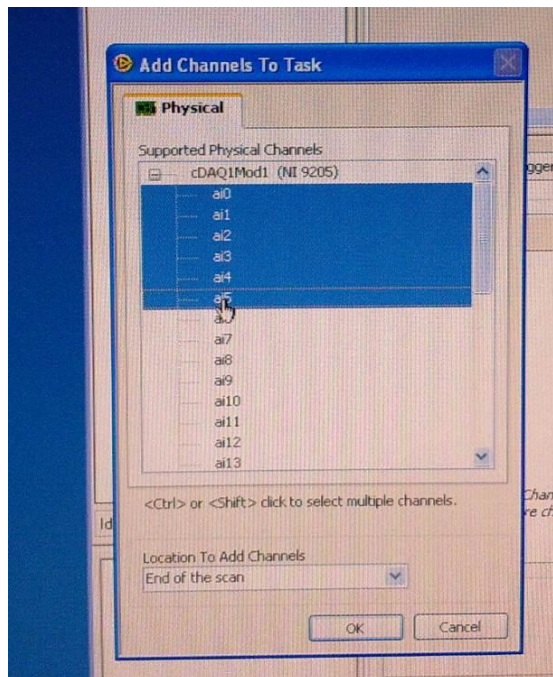 Add Channels To Task
Physical
Supported Physical Channels
cDAQ1Mod1 (NI 9205)
ai0
ai1
ai2
ai3
ai4
ai5
ai7
ai8
ai9
ai10
ai11
ai12
ai13
<Ctrl> or <Shift> click to select multiple channels.
Location To Add Channels
End of the scan
OK Cancel